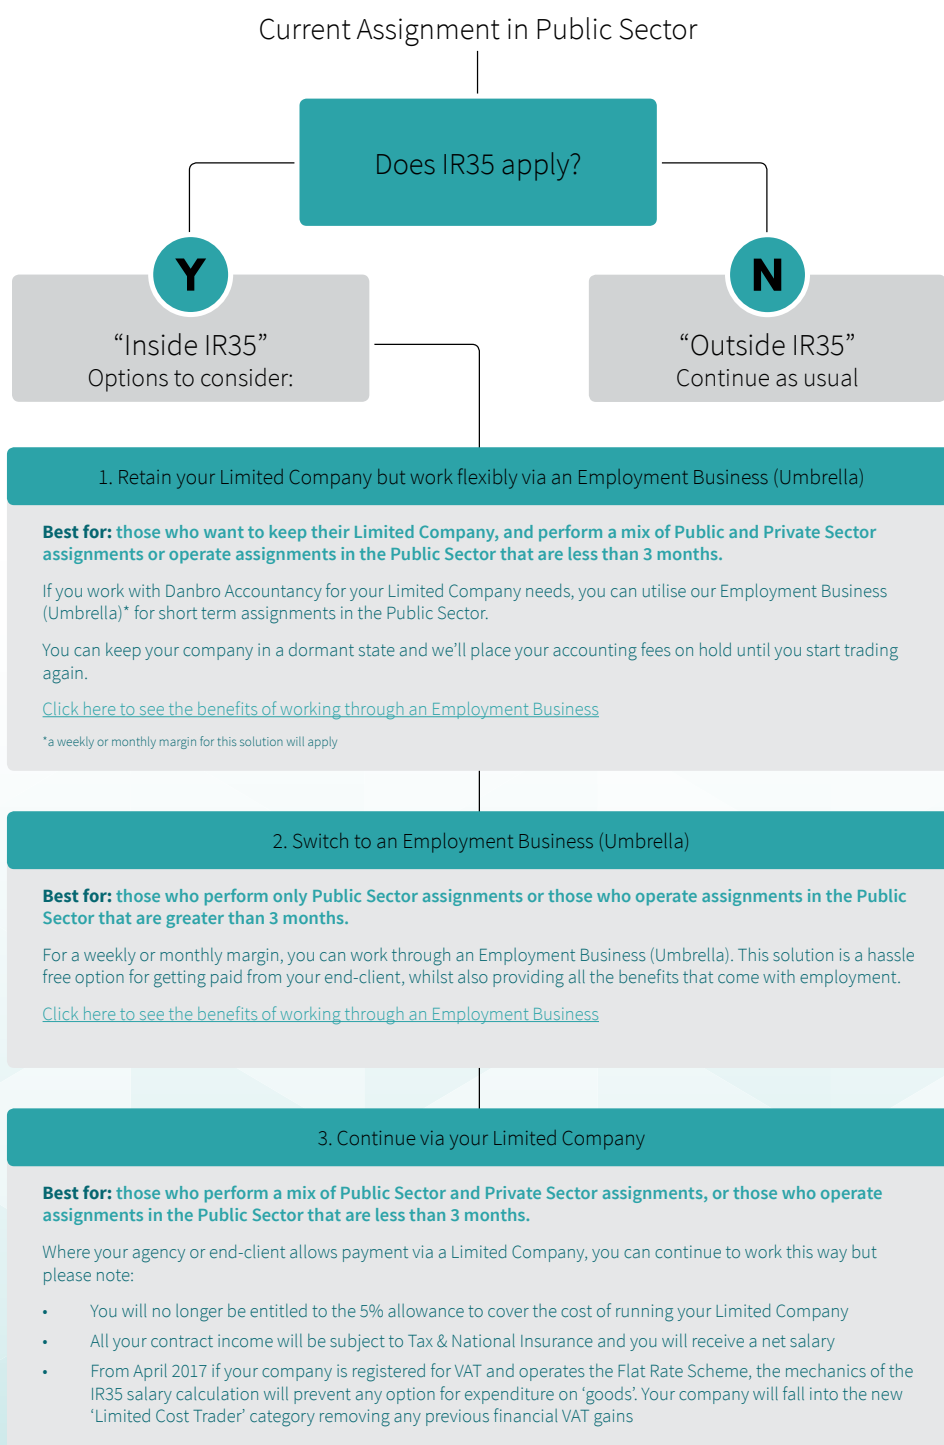 Current Assignment in Public Sector
Does IR35 apply?
Y
N
“Inside IR35”
Options to consider:
“Outside IR35”
Continue as usual
1. Retain your Limited Company but work flexibly via an Employment Business (Umbrella)
Best for: those who want to keep their Limited Company, and perform a mix of Public and Private Sector
assignments or operate assignments in the Public Sector that are less than 3 months.
If you work with Danbro Accountancy for your Limited Company needs, you can utilise our Employment Business
(Umbrella)* for short term assignments in the Public Sector.
You can keep your company in a dormant state and we’ll place your accounting fees on hold until you start trading
again.
Click here to see the benefits of working through an Employment Business
*a weekly or monthly margin for this solution will apply
2. Switch to an Employment Business (Umbrella)
Best for: those who perform only Public Sector assignments or those who operate assignments in the Public
Sector that are greater than 3 months.
For a weekly or monthly margin, you can work through an Employment Business (Umbrella). This solution is a hassle
free option for getting paid from your end-client, whilst also providing all the benefits that come with employment.
Click here to see the benefits of working through an Employment Business
3. Continue via your Limited Company
Best for: those who perform a mix of Public Sector and Private Sector assignments, or those who operate
assignments in the Public Sector that are less than 3 months.
Where your agency or end-client allows payment via a Limited Company, you can continue to work this way but
please note:
• You will no longer be entitled to the 5% allowance to cover the cost of running your Limited Company
• All your contract income will be subject to Tax & National Insurance and you will receive a net salary
• From April 2017 if your company is registered for VAT and operates the Flat Rate Scheme, the mechanics of the
IR35 salary calculation will prevent any option for expenditure on ‘goods’. Your company will fall into the new
‘Limited Cost Trader’ category removing any previous financial VAT gains